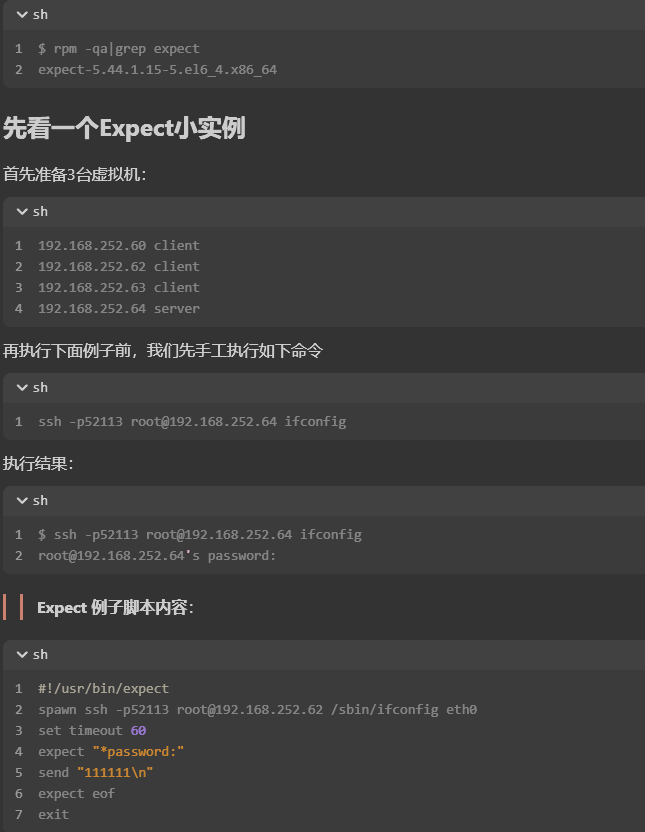 sh
1 $ rpm -qa|grep expect
2 expect-5.44.1.15-5.el6_4.x86_64
先看一个Expect小实例
首先准备3台虚拟机：
sh
1 192.168.252.60 client
2 192.168.252.62 client
3 192.168.252.63 client
4 192.168.252.64 server
再执行下面例子前，我们先手工执行如下命令
sh
1 ssh -p52113 root@192.168.252.64 ifconfig
执行结果：
sh
1 $ ssh -p52113 root@192.168.252.64 ifconfig
2 root@192.168.252.64's password:
Expect 例子脚本内容：
sh
1 #!/usr/bin/expect
2 spawn ssh -p52113 root@192.168.252.62 /sbin/ifconfig eth0
3 set timeout 60
4 expect "*password:"
5 send "111111\n"
6 expect eof
7 exit